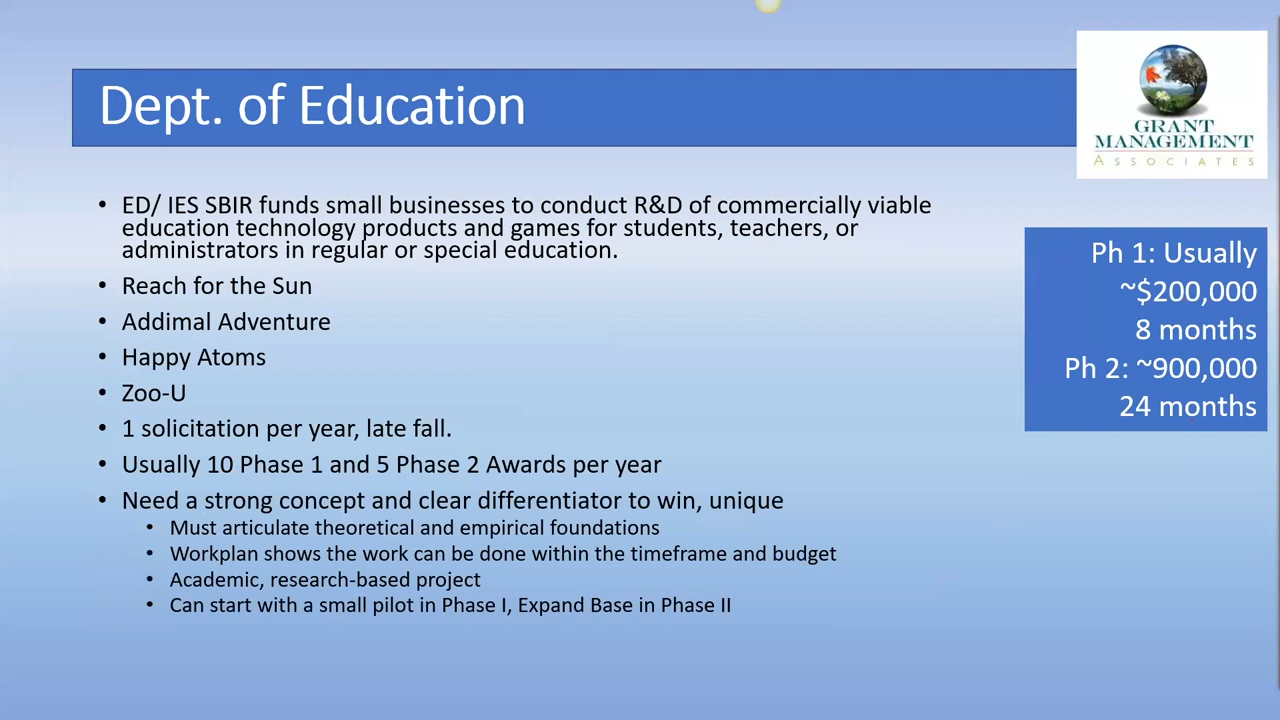 Dept. of Education
GRANT
MANAGEMENT
ASSOCIATES
• ED/ IES SBIR funds small businesses to conduct R&D of commercially viable
education technology products and games for students, teachers, or
administrators in regular or special education.
• Reach for the Sun
• Addimal Adventure
• Happy Atoms
• Zoo-U
• 1 solicitation per year, late fall.
• Usually 10 Phase 1 and 5 Phase 2 Awards per year
• Need a strong concept and clear differentiator to win, unique
• Must articulate theoretical and empirical foundations
• Workplan shows the work can be done within the timeframe and budget
• Academic, research-based project
• Can start with a small pilot in Phase I, Expand Base in Phase II
Ph 1: Usually
~$200,000
8 months
Ph 2: ~900,000
24 months